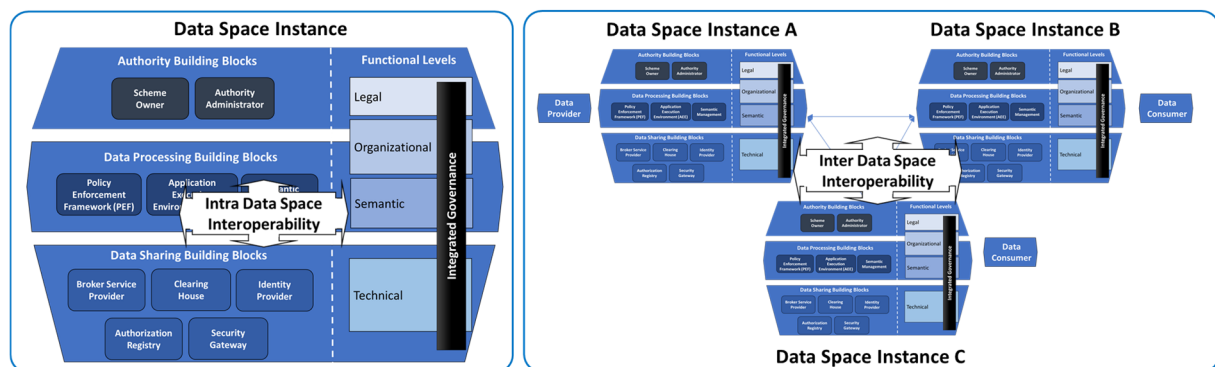 Data Space Instance
Authority Building Blocks
Functional Levels
Scheme
Owner
Authority
Administrator
Legal
Organizational
Data Processing Building Blocks
Policy
Enforcement
Framework (PEF)
Application
Semantic
Intra Data Space
Interoperability
Data Sharing Building Blocks
Broker Service
Provider
Clearing
House
Identity
Provider
Technical
Authorization
Registry
Security
Gateway
Integrated Governance
Data Space Instance A
Authority Building Blocks
Functional Levels
Scheme
Owner
Authority
Administrator
Legal
Organizational
Data
Provider
Data Processing Building Blocks
Policy
Enforcement
Framework (PEF)
Application
Execution
Environment (AEE)
Semantic
Management
Semantic
Data Sharing Building Blocks
Broker Service
Provider
Clearing
House
Identity
Provider
Technical
Authorization
Registry
Security
Gateway
Integrated Governance
Data Space Instance B
Authority Building Blocks
Functional Levels
Scheme
Owner
Authority
Administrator
Legal
Organizational
Data Processing Building Blocks
Policy
Enforcement
Framework (PEF)
Application
Execution
Environment (AEE)
Semantic
Management
Semantic
Data Sharing Building Blocks
Clearing
House
Identity
Provider
Technical
Security
Gateway
Integrated Governance
Data
Consumer
Inter Data Space
Interoperability
Authority Building Blocks
Functional Levels
Scheme
Owner
Authority
Administrator
Legal
Organizational
Data Processing Building Blocks
Policy
Enforcement
Framework (PEF)
Application
Execution
Environment (AEE)
Semantic
Management
Semantic
Data Sharing Building Blocks
Broker Service
Provider
Clearing
House
Identity
Provider
Technical
Authorization
Registry
Security
Gateway
Integrated Governance
Data
Consumer
Data Space Instance C